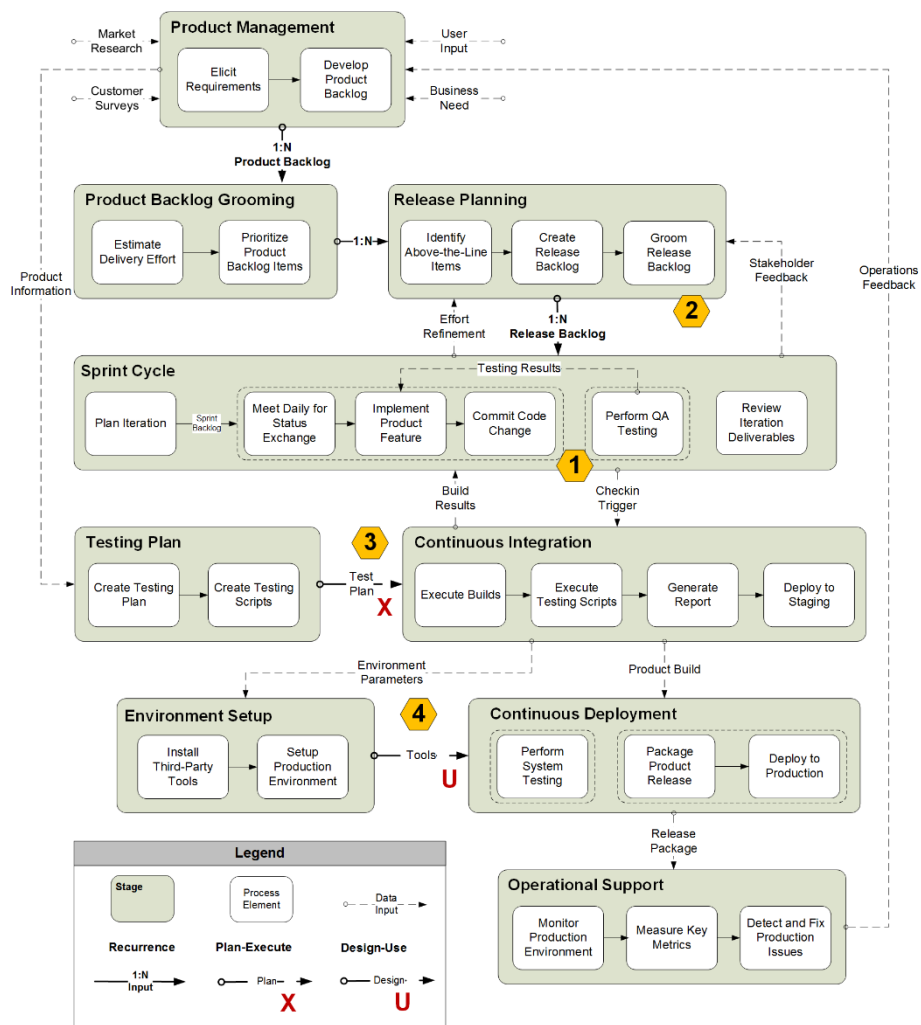 Product Management
Market
Research
User
Input
Elicit
Requirements
Develop
Product
Backlog
Customer
Surveys
Business
Need
1:N
Product Backlog
Product Backlog Grooming
Estimate
Delivery Effort
Prioritize
Product
Backlog Items
1:N
Release Planning
Identify
Above-the-Line
Items
Create
Release
Backlog
Groom
Release
Backlog
2
Product
Information
Stakeholder
Feedback
Operations
Feedback
Effort
Refinement
1:N
Release Backlog
Sprint Cycle
Testing Results
Plan Iteration
Sprint
Backlog
Meet Daily for
Status
Exchange
Implement
Product
Feature
Commit Code
Change
Perform QA
Testing
Review
Iteration
Deliverables
1
Build
Results
Checkin
Trigger
Testing Plan
Create Testing
Plan
Create Testing
Scripts
3
Test
Plan
X
Continuous Integration
Execute Builds
Execute
Testing Scripts
Generate
Report
Deploy to
Staging
Environment
Parameters
Product Build
Environment Setup
Install
Third-Party
Tools
Setup
Production
Environment
4
Tools
U
Continuous Deployment
Perform
System
Testing
Package
Product
Release
Deploy to
Production
Release
Package
Operational Support
Monitor
Production
Environment
Measure Key
Metrics
Detect and Fix
Production
Issues
Legend
Stage
Process
Element
Data
Input
Recurrence
Plan-Execute
Design-Use
1:N
Input
Plan
X
Design
U